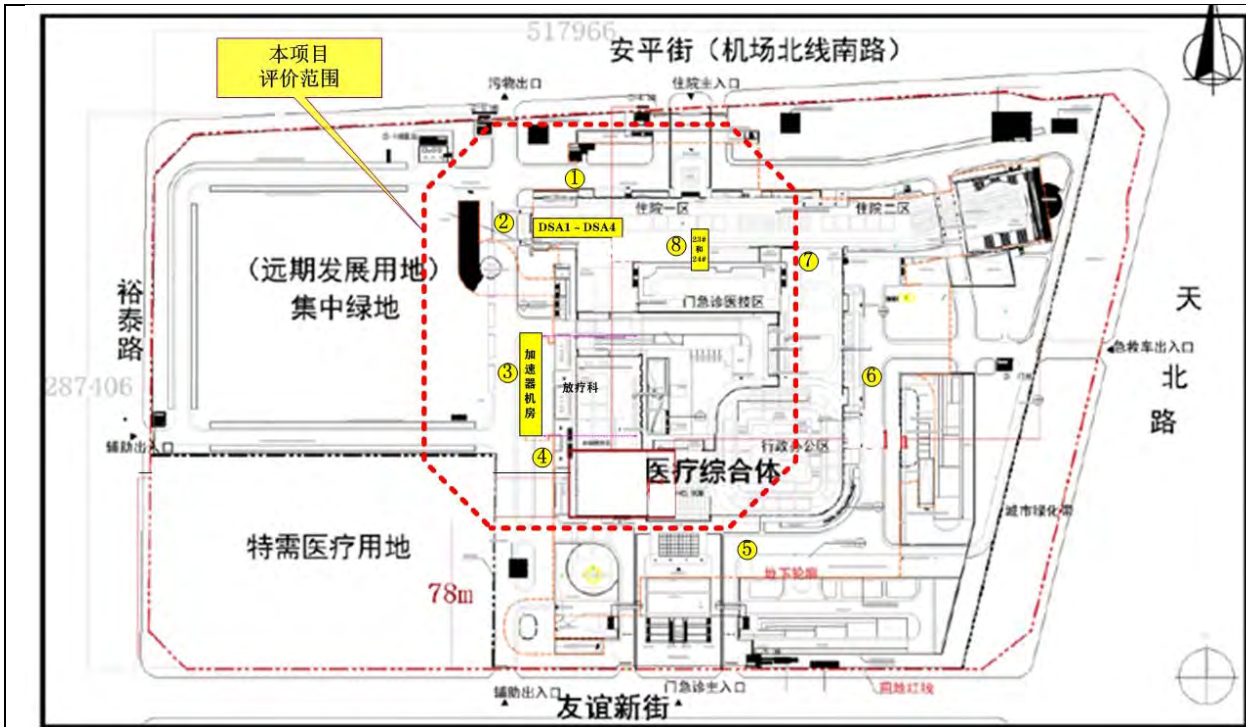 517966
安平街（机场北线南路）
本项目
评价范围
污物出口
住院主入口
①
住院一区
住院二区
②
DSA1 ~ DSA4
⑧
23#
和
24#
⑦
（远期发展用地）
集中绿地
门急诊医技区
裕泰路
天北路
287406
③
加速器机房
放疗科
⑥
急救车出入口
辅助出入口
④
行政办公区
医疗综合体
城市绿化带
特需医疗用地
⑤
地下轮廓
78m
辅助出入口
门急诊主入口
用地红线
友谊新街